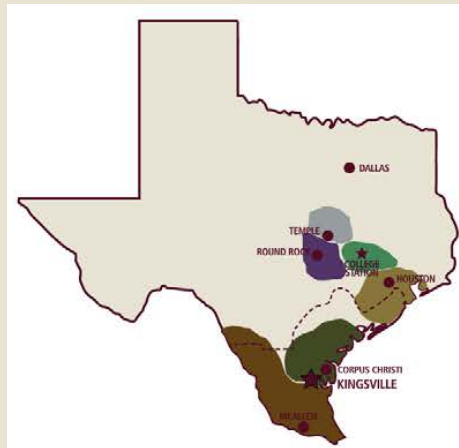 DALLAS
TEMPLE
ROUND ROCK
COLLEGE
STATION
HOUSTON
CORPUS CHRISTI
KINGSVILLE
MCALLEN